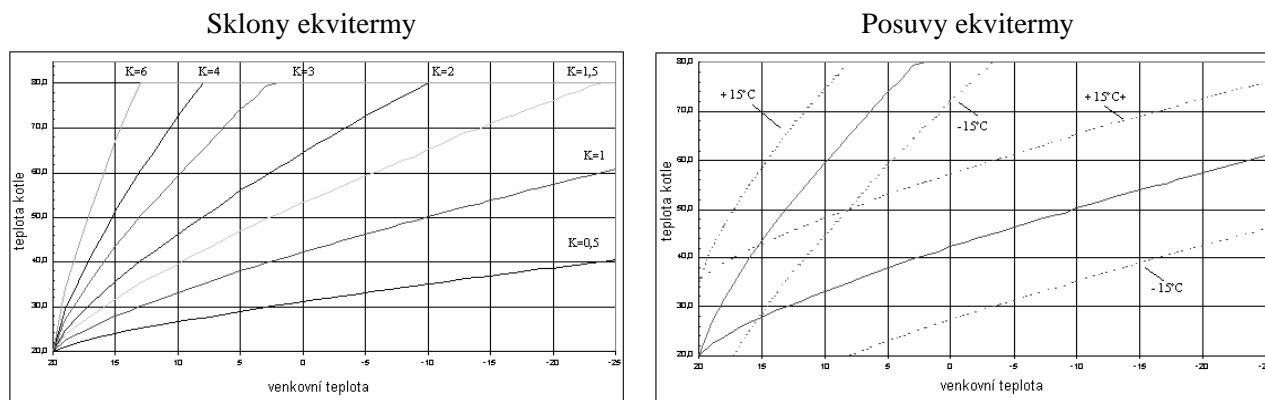 Sklony ekvitermy
K=6 K=4 K=3 K=2 K=1,5
80,0
70,0
60,0
50,0
40,0
30,0
20,0
K=1
K=0,5
teplota kotle
20 15 10 5 0 -5 -10 -15 -20 -25
venkovní teplota
Posuvy ekvitermy
80,0
70,0
60,0
50,0
40,0
30,0
20,0
+15°C
-15°C
+15°C+
-15°C
teplota kotle
20 15 10 5 0 -5 -10 -15 -20 -25
venkovní teplota